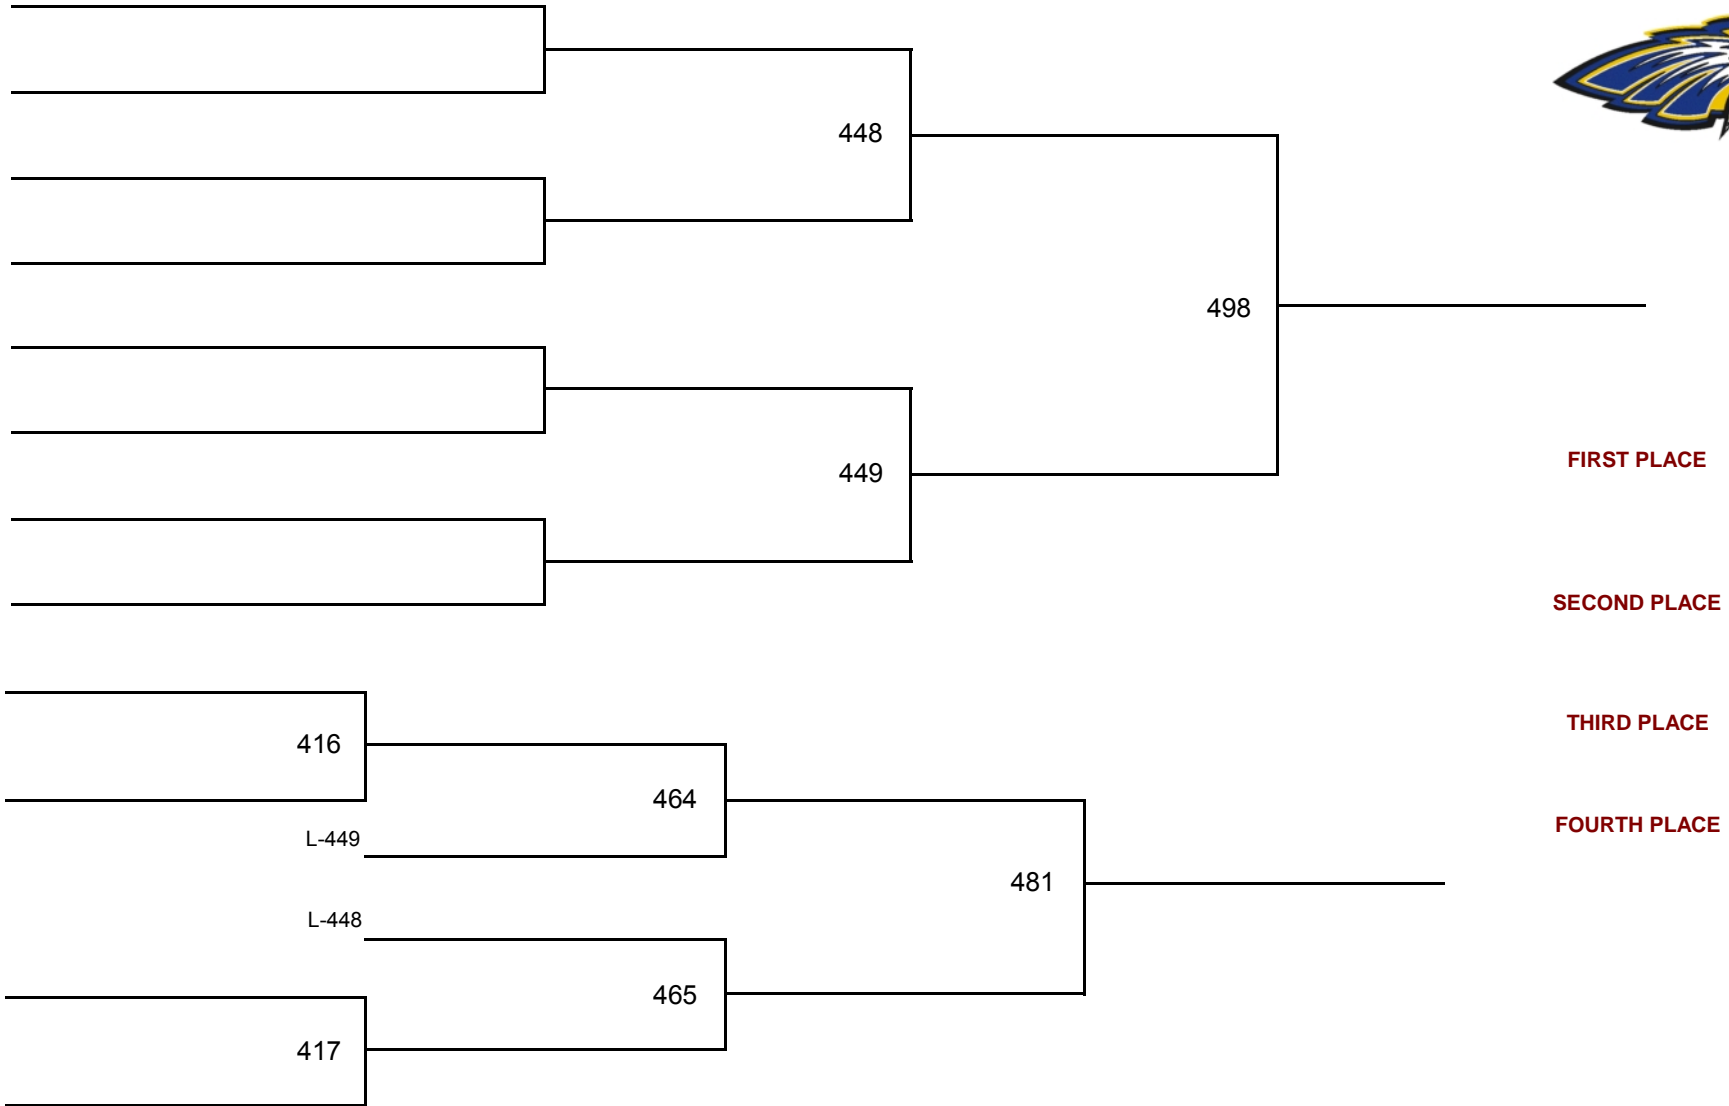 448
498
449
FIRST PLACE
SECOND PLACE
THIRD PLACE
416
464
FOURTH PLACE
L-449
481
L-448
465
417